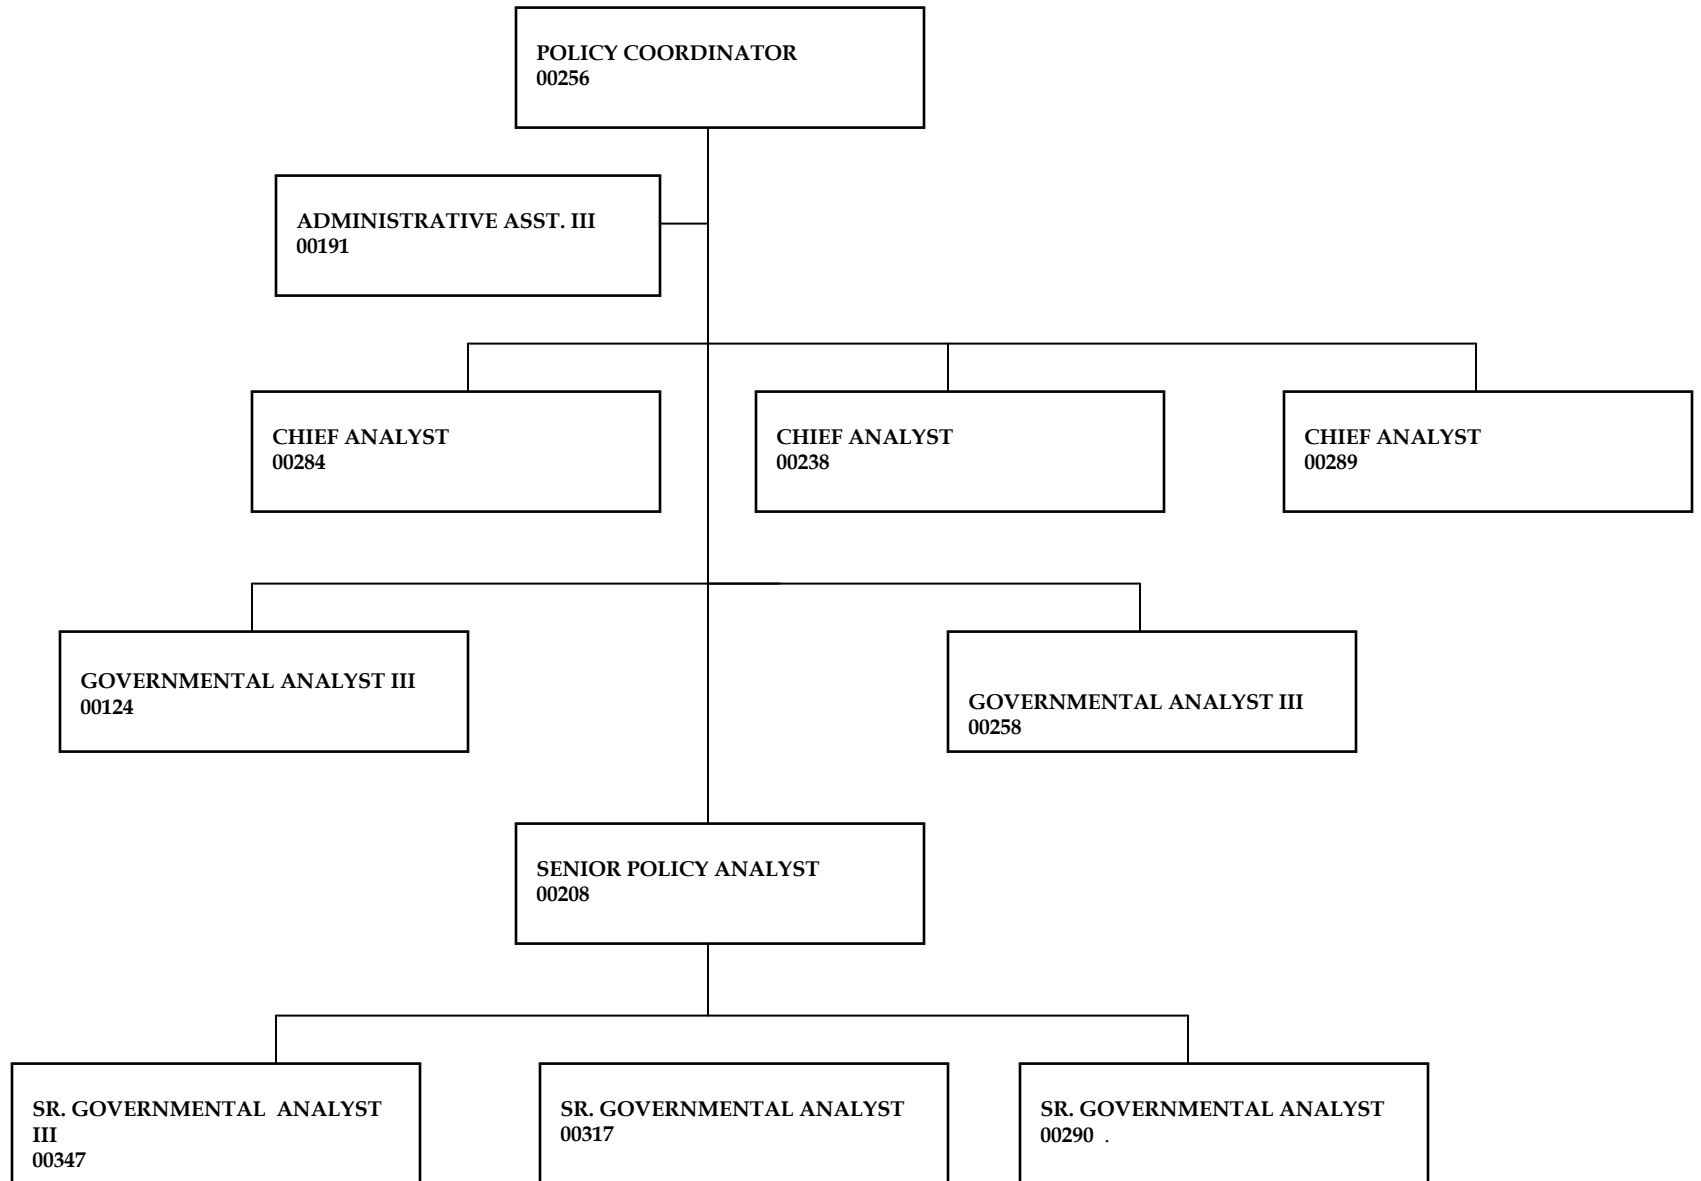 POLICY COORDINATOR
00256
ADMINISTRATIVE ASST. III
00191
CHIEF ANALYST
00284
CHIEF ANALYST
00238
CHIEF ANALYST
00289
GOVERNMENTAL ANALYST III
00124
GOVERNMENTAL ANALYST III
00258
SENIOR POLICY ANALYST
00208
SR. GOVERNMENTAL  ANALYST
III
00347
SR. GOVERNMENTAL ANALYST
00317
SR. GOVERNMENTAL ANALYST
00290  .